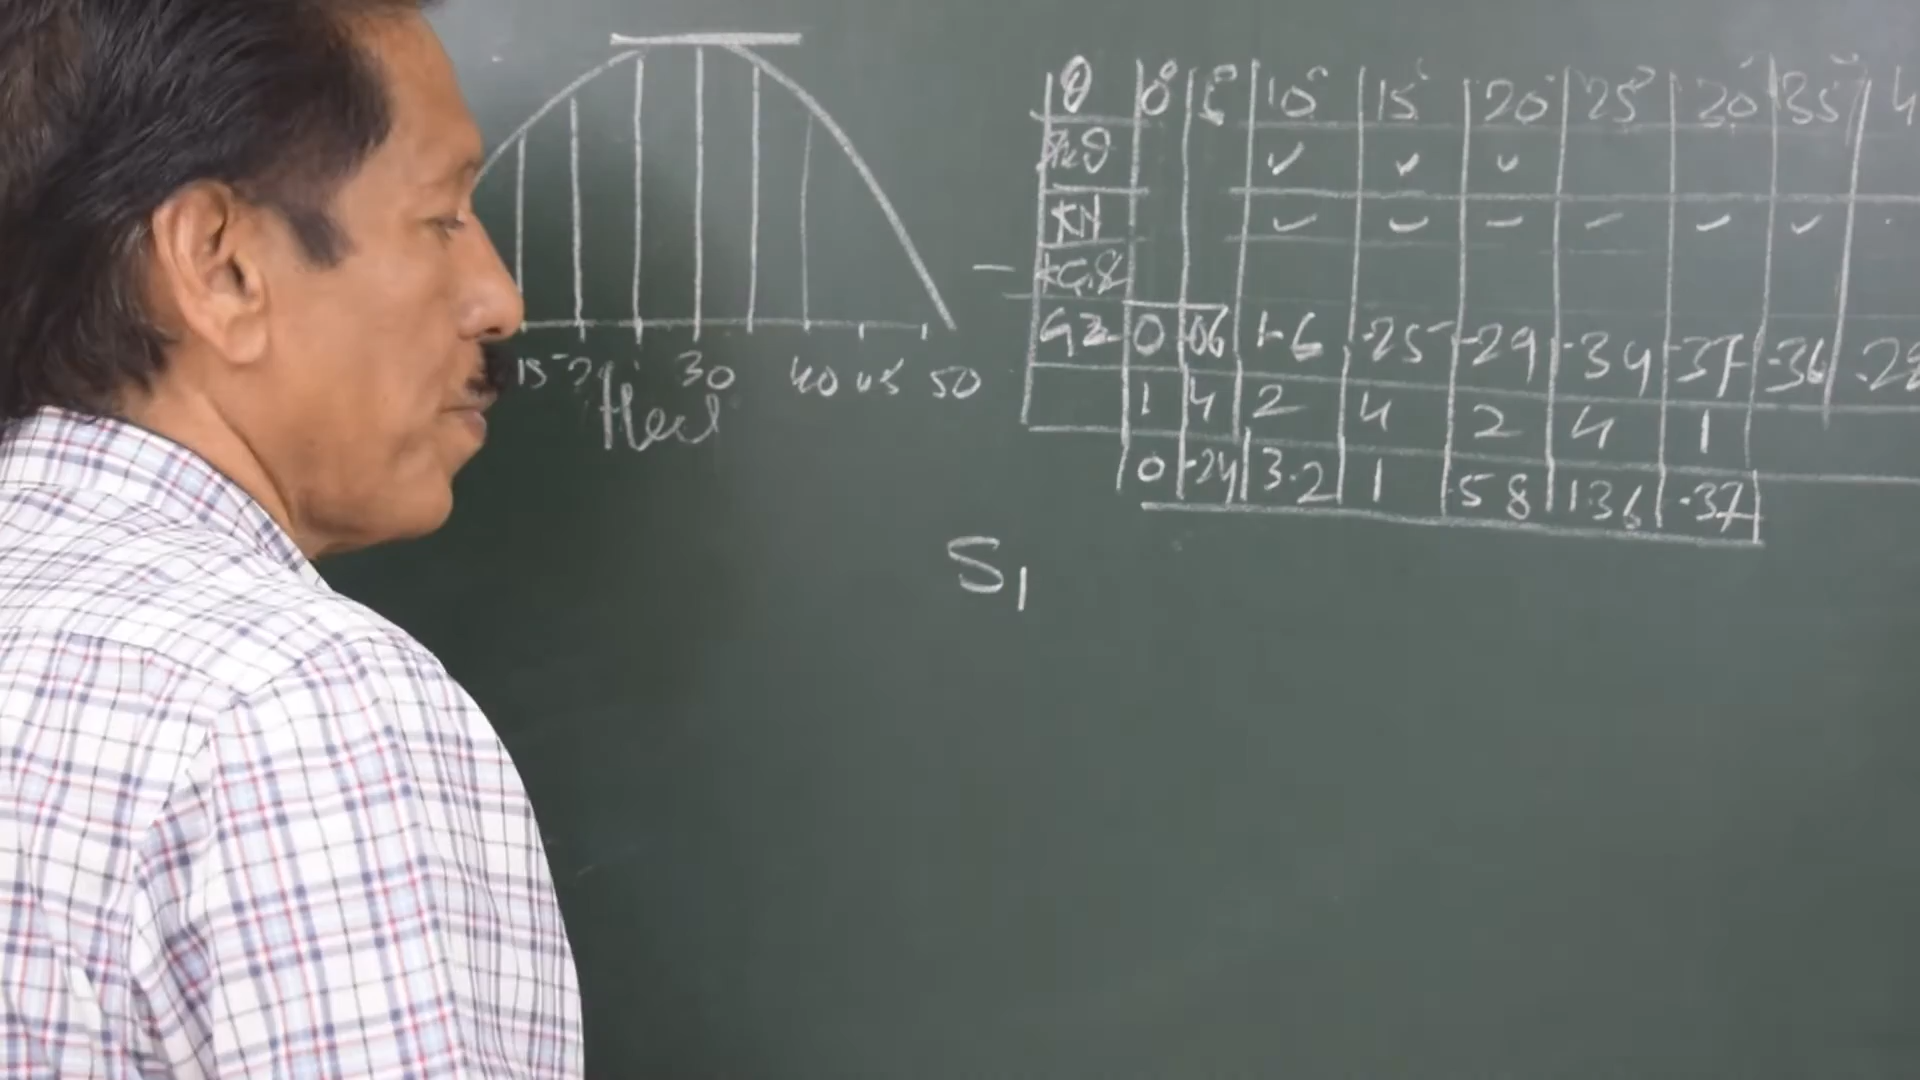 15 30 40 45 50
Heel
θ 0° 5° 10° 15° 20° 25° 30° 35° 4
KN
GZ 0 .06 1.6 .25 .29 .34 .37 .36 .28
1 4 2 4 2 4 1
0 .24 3.2 1 .58 1.36 .37
S1